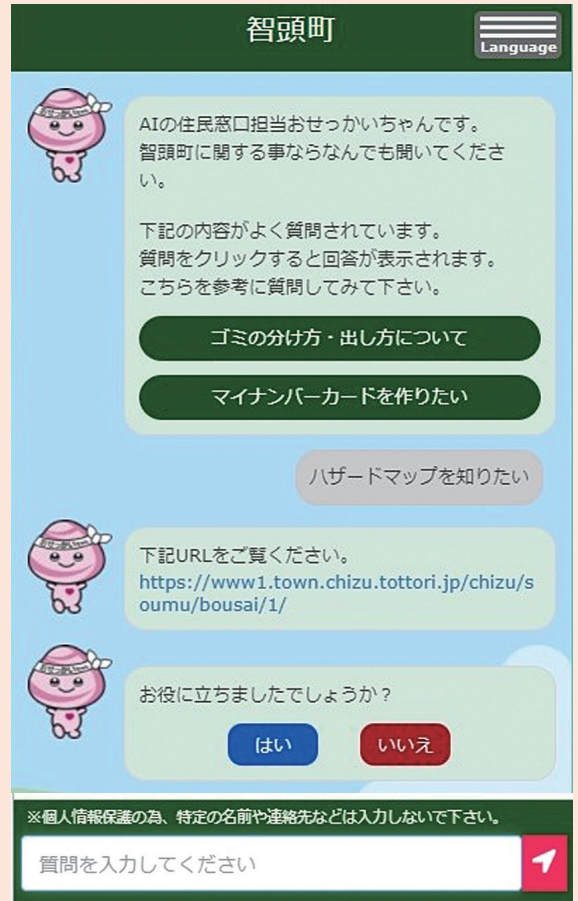 智頭町
Language
AIの住民窓口担当おせっかいちゃんです。
智頭町に関する事ならなんでも聞いてくださ
い。
下記の内容がよく質問されています。
質問をクリックすると回答が表示されます。
こちらを参考に質問してみて下さい。
ゴミの分け方・出し方について
マイナンバーカードを作りたい
ハザードマップを知りたい
下記URLをご覧ください。
https://www1.town.chizu.tottori.jp/chizu/s
oumu/bousai/1/
お役に立ちましたでしょうか？
はい
いいえ
※個人情報保護の為、特定の名前や連絡先などは入力しないで下さい。
質問を入力してください